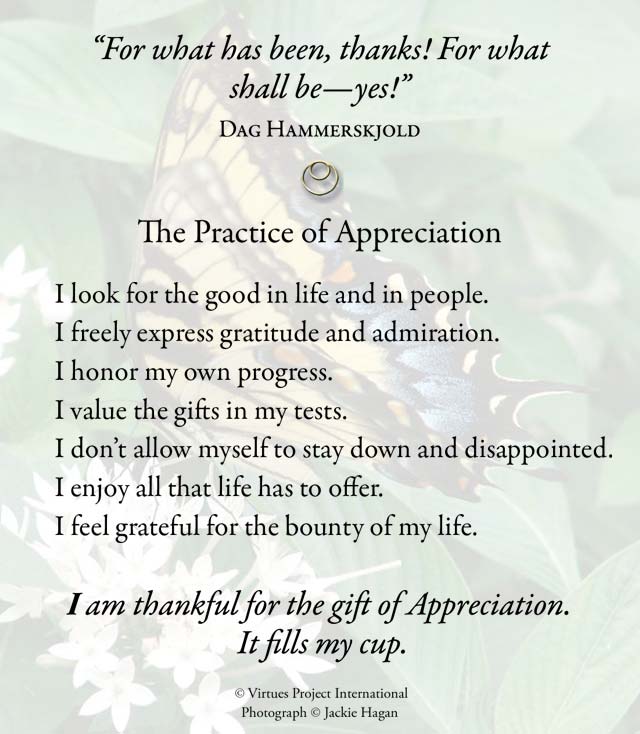 “For what has been, thanks! For what
shall be—yes!”
Dag Hammerskjold
The Practice of Appreciation
I look for the good in life and in people.
I freely express gratitude and admiration.
I honor my own progress.
I value the gifts in my tests.
I don’t allow myself to stay down and disappointed.
I enjoy all that life has to offer.
I feel grateful for the bounty of my life.
I am thankful for the gift of Appreciation.
It fills my cup.
© Virtues Project International
Photograph © Jackie Hagan